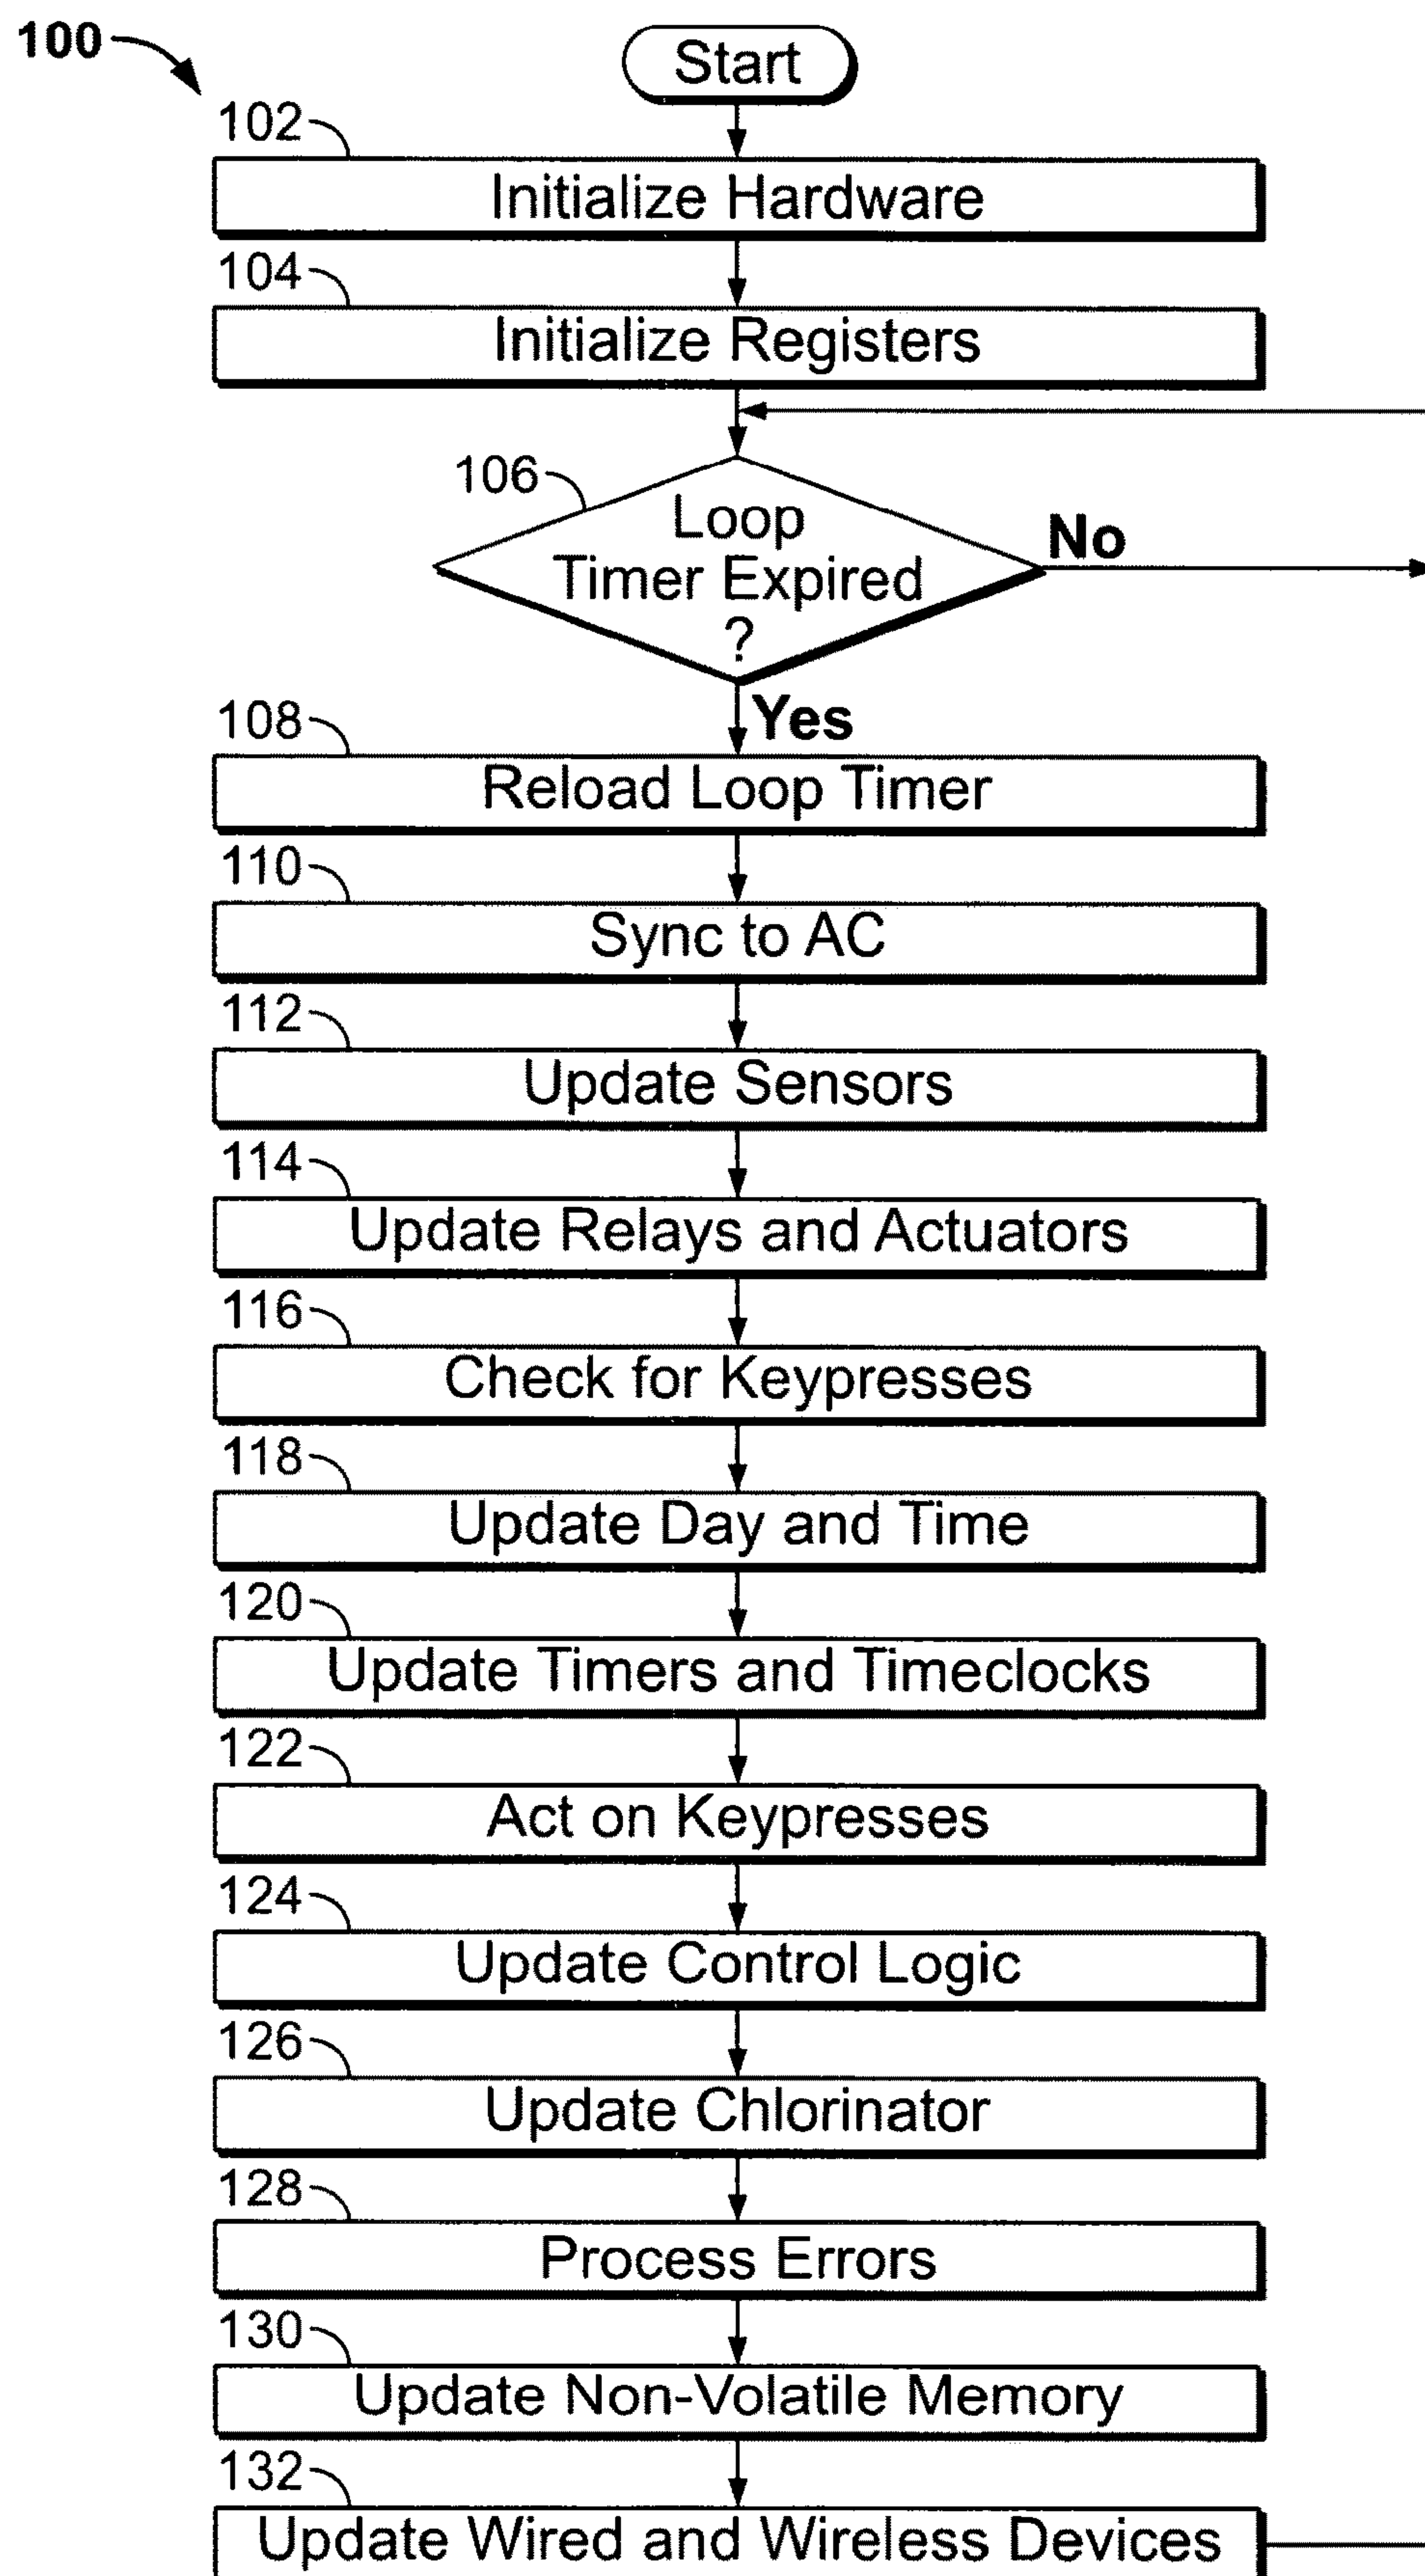 100
Start
102
Initialize Hardware
104
Initialize Registers
106
Loop
Timer Expired
?
No
Yes
108
Reload Loop Timer
110
Sync to AC
112
Update Sensors
114
Update Relays and Actuators
116
Check for Keypresses
118
Update Day and Time
120
Update Timers and Timeclocks
122
Act on Keypresses
124
Update Control Logic
126
Update Chlorinator
128
Process Errors
130
Update Non-Volatile Memory
132
Update Wired and Wireless Devices